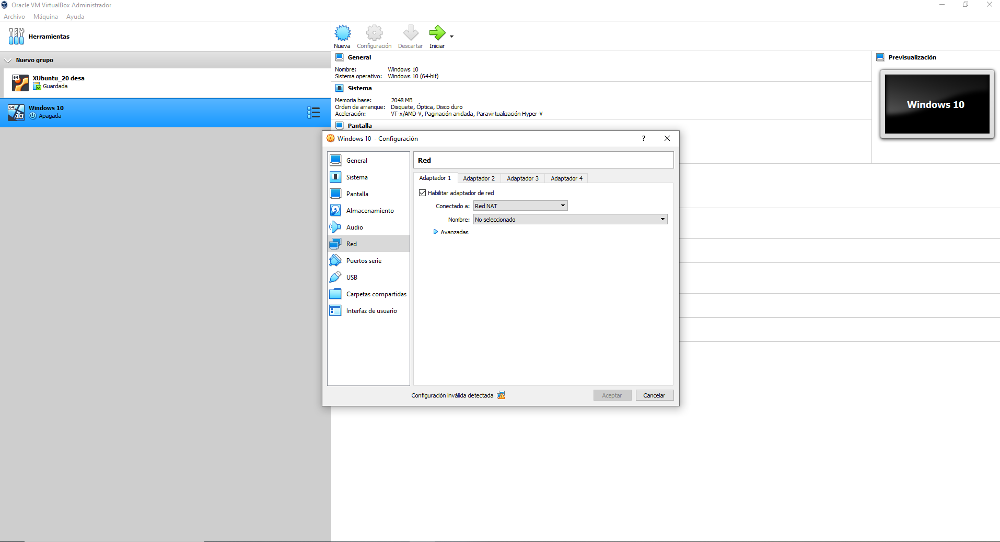 Oracle VM VirtualBox Administrador
Archivo Máquina Ayuda
Herramientas
Nueva Configuración Descartar Iniciar
Nuevo grupo
64
XUbuntu_20 desa
Guardada
64
10
Windows 10
Apagada
General
Nombre: Windows 10
Sistema operativo: Windows 10 (64-bit)
Sistema
Memoria base: 2048 MB
Orden de arranque: Disquete, Óptica, Disco duro
Aceleración: VT-x/AMD-V, Paginación anidada, Paravirtualización Hyper-V
Pantalla
Previsualización
Windows 10
Windows 10 - Configuración ?
General
Sistema
Pantalla
Almacenamiento
Audio
Red
Puertos serie
USB
Carpetas compartidas
Interfaz de usuario
Red
Adaptador 1 Adaptador 2 Adaptador 3 Adaptador 4
Habilitar adaptador de red
Conectado a: Red NAT
Nombre: No seleccionado
Avanzadas
Configuración inválida detectada
Aceptar Cancelar